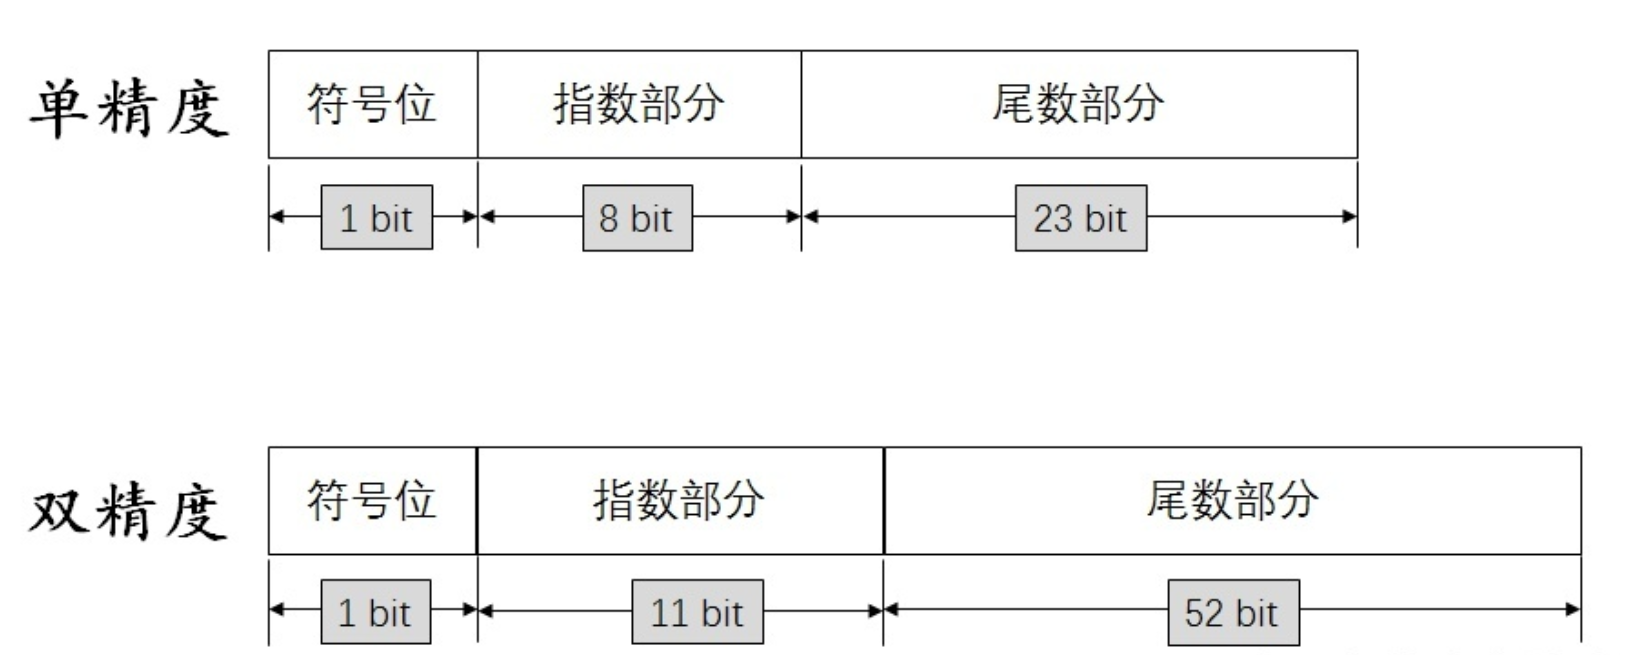 单精度 符号位 指数部分 尾数部分
1 bit 8 bit 23 bit
双精度 符号位 指数部分 尾数部分
1 bit 11 bit 52 bit